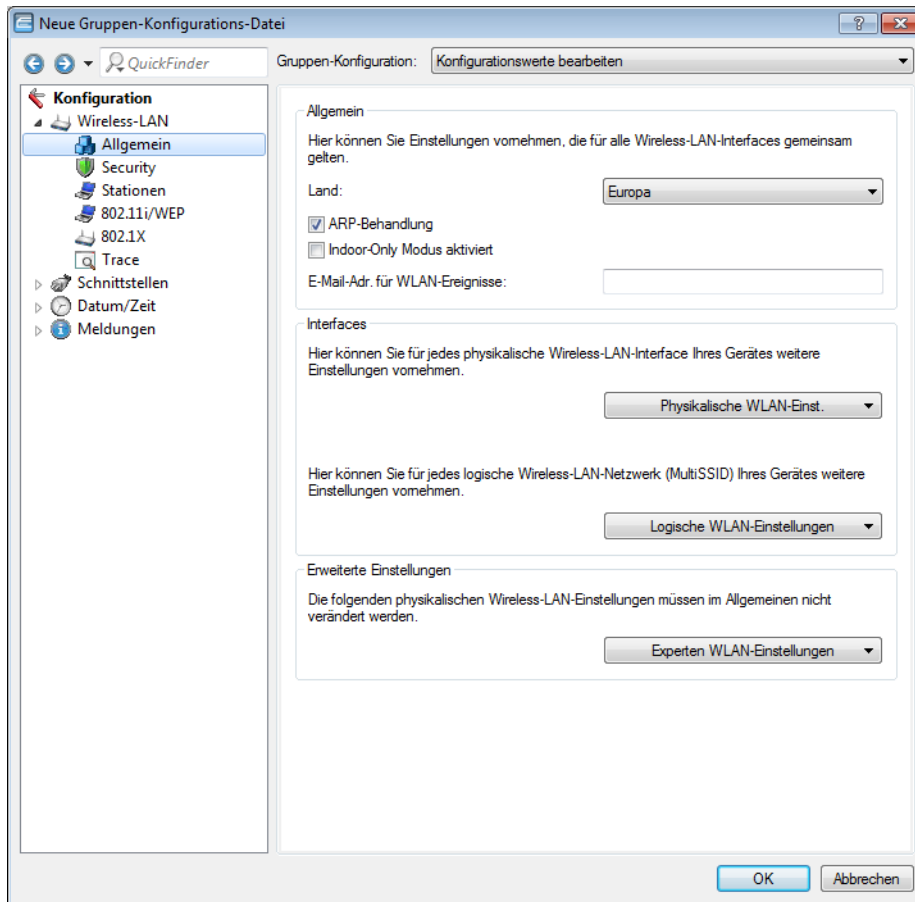 Neue Gruppen-Konfigurations-Datei
?
QuickFinder
Gruppen-Konfiguration:
Konfigurationswerte bearbeiten
Konfiguration
Wireless-LAN
Allgemein
Security
Stationen
802.11i/WEP
802.1X
Trace
Schnittstellen
Datum/Zeit
Meldungen
Allgemein
Hier können Sie Einstellungen vornehmen, die für alle Wireless-LAN-Interfaces gemeinsam
gelten.
Land:
Europa
ARP-Behandlung
Indoor-Only Modus aktiviert
E-Mail-Adr. für WLAN-Ereignisse:
Interfaces
Hier können Sie für jedes physikalische Wireless-LAN-Interface Ihres Gerätes weitere
Einstellungen vornehmen.
Physikalische WLAN-Einst.
Hier können Sie für jedes logische Wireless-LAN-Netzwerk (MultiSSID) Ihres Gerätes weitere
Einstellungen vornehmen.
Logische WLAN-Einstellungen
Erweiterte Einstellungen
Die folgenden physikalischen Wireless-LAN-Einstellungen müssen im Allgemeinen nicht
verändert werden.
Experten WLAN-Einstellungen
OK
Abbrechen